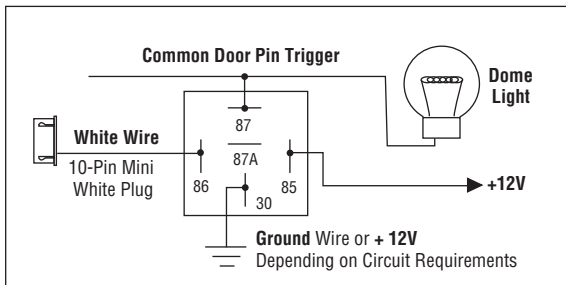 Common Door Pin Trigger
Dome
Light
White Wire
10-Pin Mini
White Plug
87
87A
86
85
30
+12V
Ground Wire or + 12V
Depending on Circuit Requirements